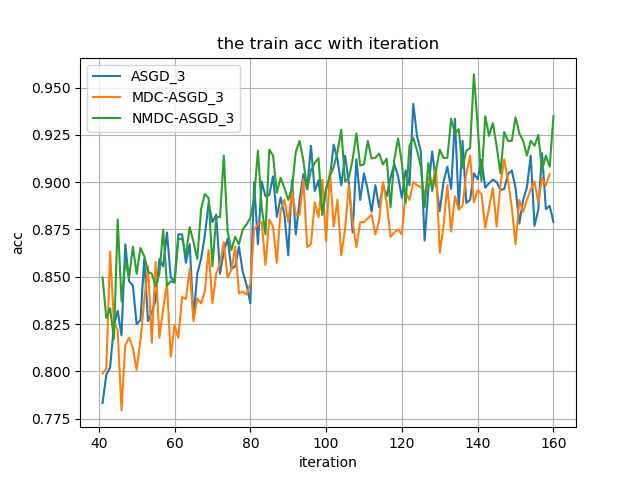 the train acc with iteration
ASGD_3
MDC-ASGD_3
NMDC-ASGD_3
0.950
0.925
0.900
0.875
0.850
0.825
0.800
0.775
acc
40 60 80 100 120 140 160
iteration